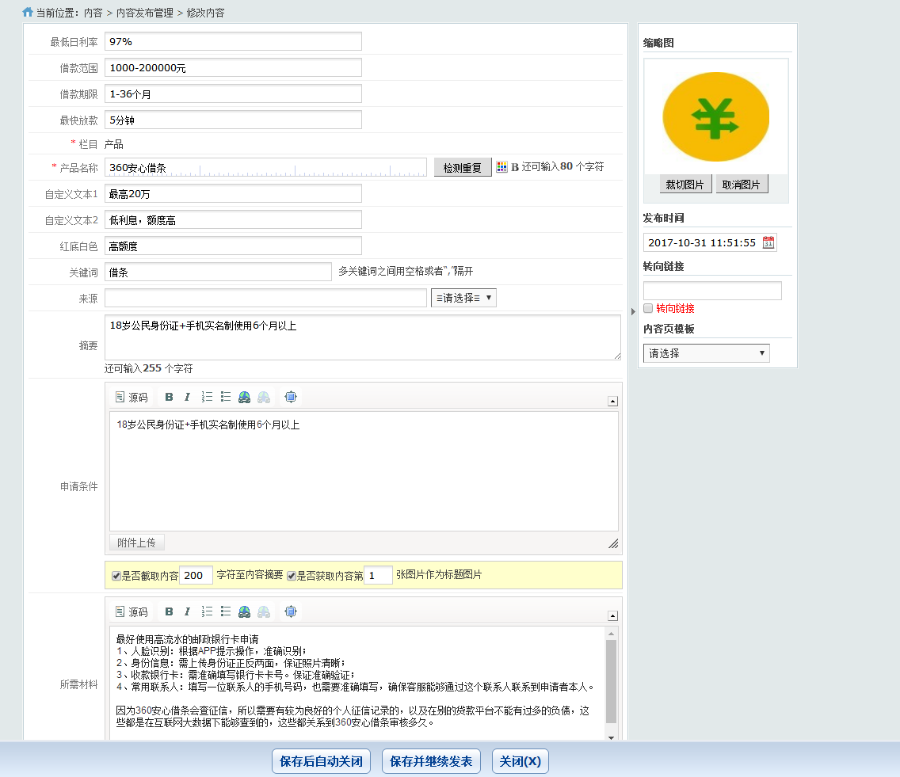 当前位置：内容 > 内容发布管理 > 修改内容
最低日利率 97%
借款范围 1000-200000元
借款期限 1-36个月
最快放款 5分钟
* 栏目 产品
* 产品名称 360安心借条 检测重复 B 还可输入80 个字符
自定义文本1 最高20万
自定义文本2 低利息，额度高
红底白色 高额度
关键词 借条 多关键词之间用空格或者","隔开
来源 ≡请选择≡
摘要 18岁公民身份证+手机实名制使用6个月以上
还可输入255 个字符
源码 B I
申请条件 18岁公民身份证+手机实名制使用6个月以上
附件上传
是否截取内容 200 字符至内容摘要 是否获取内容第 1 张图片作为标题图片
源码 B I
所需材料
最好使用高流水的邮政银行卡申请
1、人脸识别：根据APP提示操作，准确识别；
2、身份信息：需上传身份证正反两面，保证照片清晰；
3、收款银行卡：需准确填写银行卡卡号。保证准确验证；
4、常用联系人：填写一位联系人的手机号码，也需要准确填写，确保客服能够通过这个联系人联系到申请者本人。
因为360安心借条会查征信，所以需要有较为良好的个人征信记录的，以及在别的贷款平台不能有过多的负债，这
些都是在互联网大数据下能够查到的，这些都关系到360安心借条审核多久。
保存后自动关闭 保存并继续发表 关闭(X)
缩略图
¥
裁切图片 取消图片
发布时间
2017-10-31 11:51:55
转向链接
转向链接
内容页模板
请选择